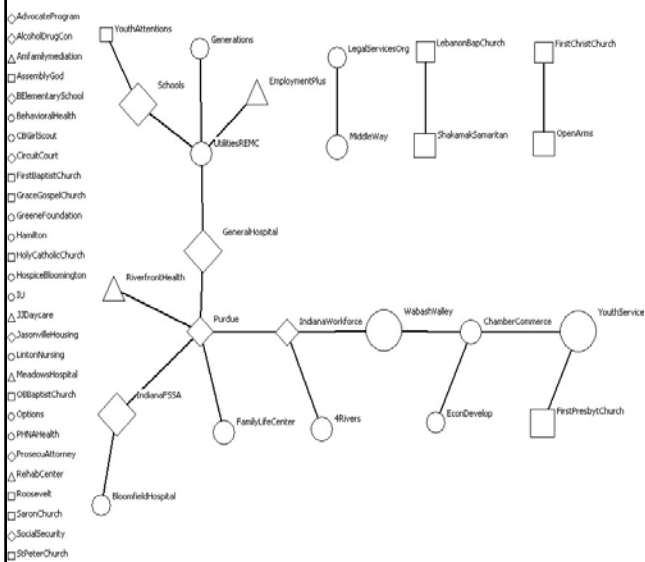 AdvocateProgram
AlcoholDrugCon
Amfamilymediation
AssemblyGod
BElementarySchool
BehavioralHealth
CBGirlScout
CircuitCourt
FirstBaptistChurch
GraceGospelChurch
GreeneFoundation
Hamilton
HolyCatholicChurch
HospiceBloomington
IU
JJDaycare
JasonvilleHousing
LintonNursing
MeadowsHospital
OBBaptistChurch
Options
PHNAHealth
ProsecuAttorney
RehabCenter
Roosevelt
SaronChurch
SocialSecurity
StPeterChurch
YouthAttentions
Generations
LegalServicesOrg
LebanonBapChurch
FirstChristChurch
Schools
EmploymentPlus
UtilitiesREMC
MiddleWay
ShakamakSamaritan
OpenArms
GeneralHospital
RiverfrontHealth
Purdue
IndianaWorkforce
WabashValley
ChamberCommerce
YouthService
IndianaFSSA
FamilyLifeCenter
4Rivers
EconDevelop
FirstPresbytChurch
BloomfieldHospital